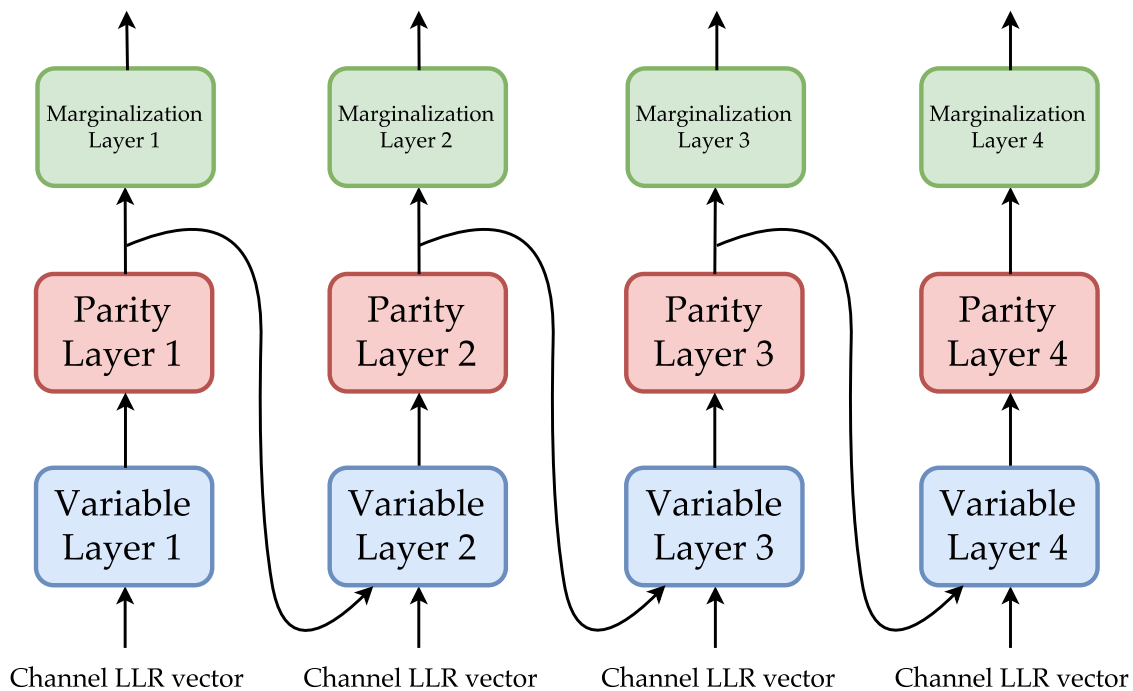 Marginalization
Layer 1
Marginalization
Layer 2
Marginalization
Layer 3
Marginalization
Layer 4
Parity
Layer 1
Parity
Layer 2
Parity
Layer 3
Parity
Layer 4
Variable
Layer 1
Variable
Layer 2
Variable
Layer 3
Variable
Layer 4
Channel LLR vector
Channel LLR vector
Channel LLR vector
Channel LLR vector